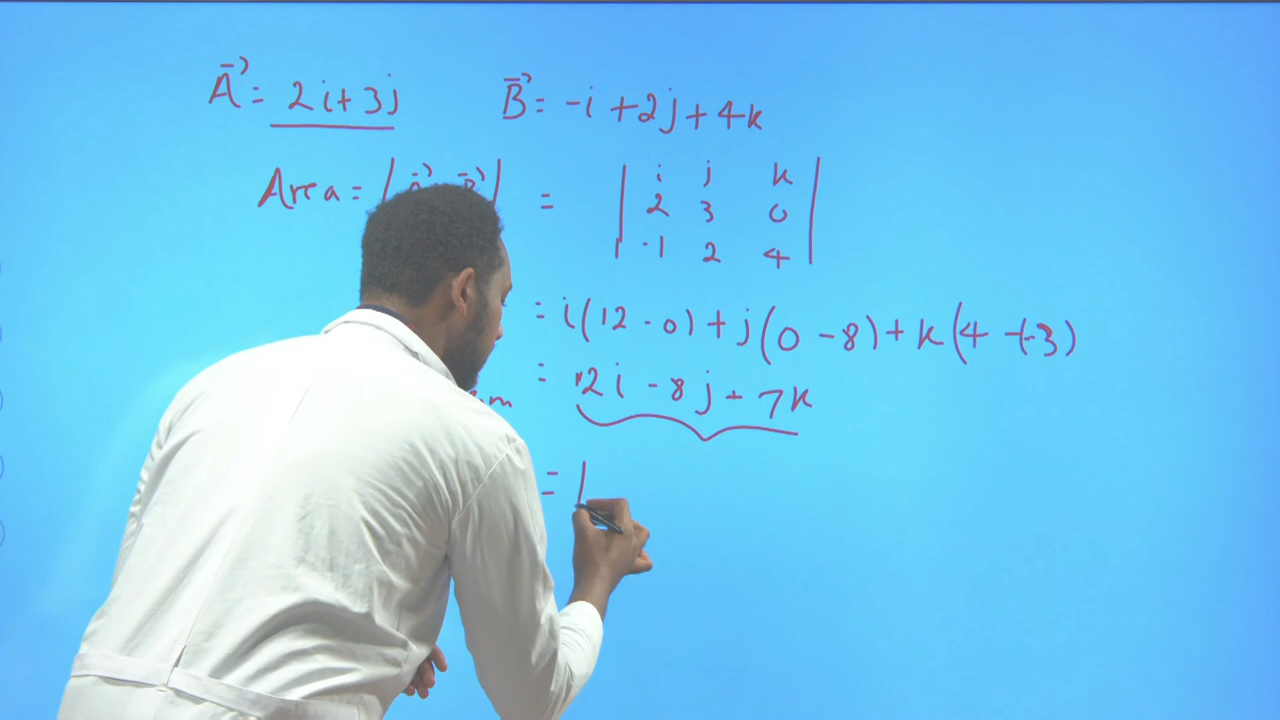 A⃗ = 2i+3j B⃗ = -i +2j+4k
Area = | = | i j k
2 3 0
-1 2 4 |
= i(12 - 0) + j(0 - 8) + k(4 -(-3)
= 12i - 8j + 7k
= |